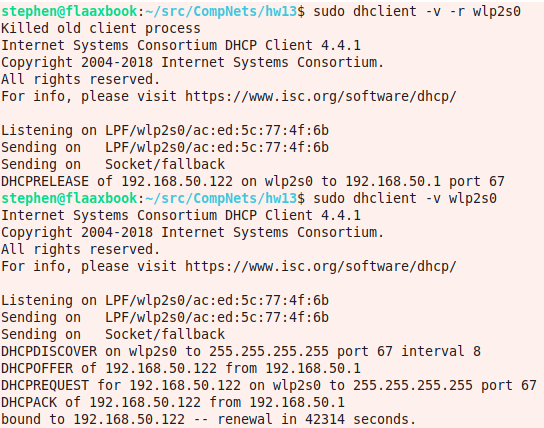 stephen@flaaxbook:~/src/CompNets/hw13$ sudo dhclient -v -r wlp2s0
Killed old client process
Internet Systems Consortium DHCP Client 4.4.1
Copyright 2004-2018 Internet Systems Consortium.
All rights reserved.
For info, please visit https://www.isc.org/software/dhcp/

Listening on LPF/wlp2s0/ac:ed:5c:77:4f:6b
Sending on   LPF/wlp2s0/ac:ed:5c:77:4f:6b
Sending on   Socket/fallback
DHCPRELEASE of 192.168.50.122 on wlp2s0 to 192.168.50.1 port 67
stephen@flaaxbook:~/src/CompNets/hw13$ sudo dhclient -v wlp2s0
Internet Systems Consortium DHCP Client 4.4.1
Copyright 2004-2018 Internet Systems Consortium.
All rights reserved.
For info, please visit https://www.isc.org/software/dhcp/

Listening on LPF/wlp2s0/ac:ed:5c:77:4f:6b
Sending on   LPF/wlp2s0/ac:ed:5c:77:4f:6b
Sending on   Socket/fallback
DHCPDISCOVER on wlp2s0 to 255.255.255.255 port 67 interval 8
DHCPOFFER of 192.168.50.122 from 192.168.50.1
DHCPREQUEST for 192.168.50.122 on wlp2s0 to 255.255.255.255 port 67
DHCPACK of 192.168.50.122 from 192.168.50.1
bound to 192.168.50.122 -- renewal in 42314 seconds.